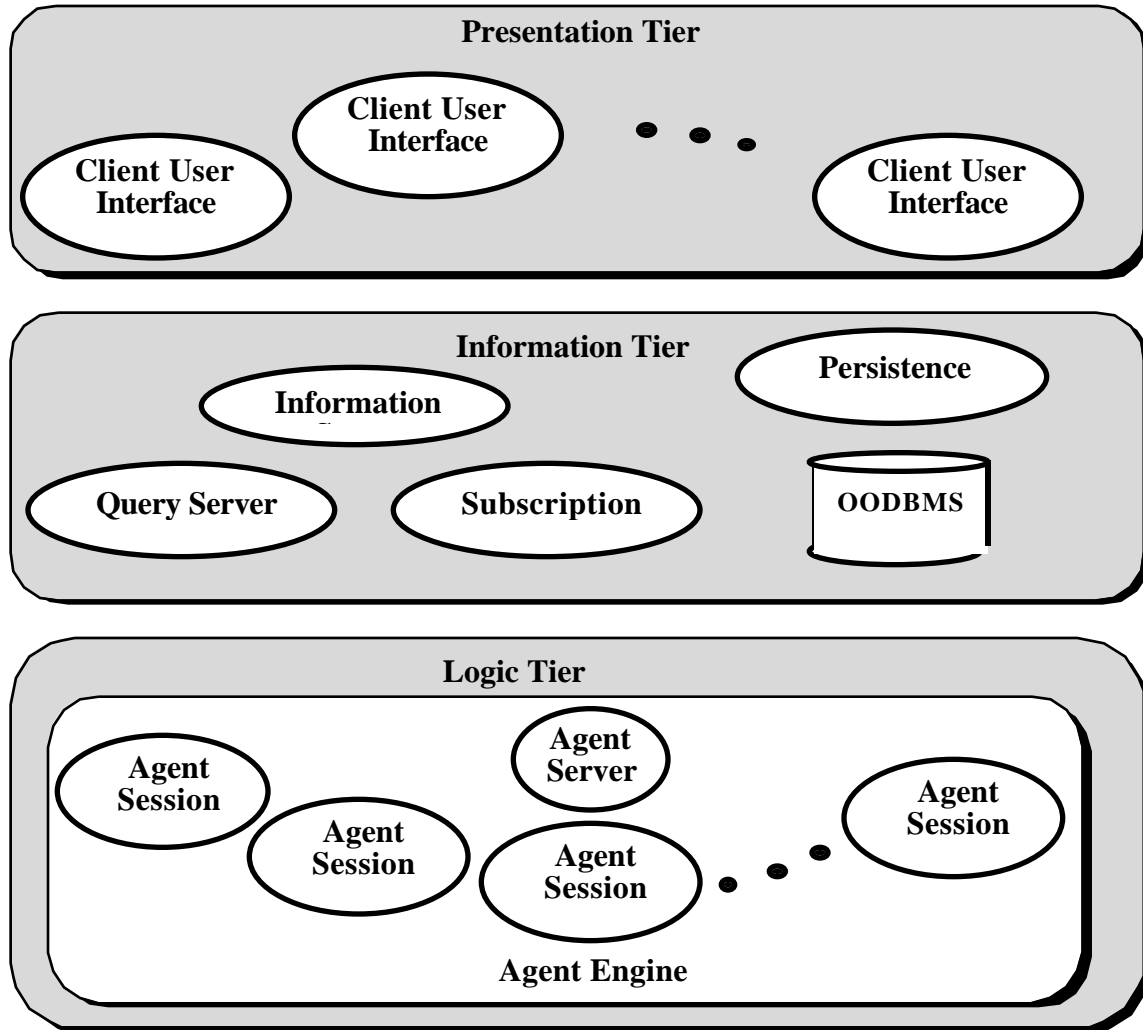 Presentation Tier
Client User
Interface
Client User
Interface
Client User
Interface
Information Tier
Persistence
Information
Query Server
Subscription
OODBMS
Logic Tier
Agent
Session
Agent
Server
Agent
Session
Agent
Session
Agent
Session
Agent Engine